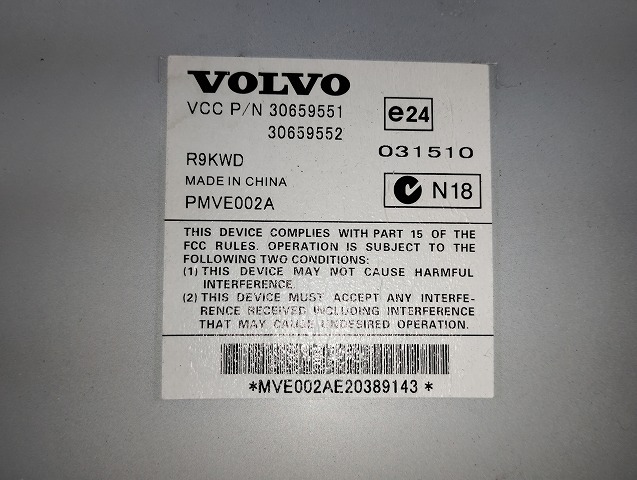 VOLVO
VCC P/N 30659551
30659552
e24
031510
R9KWD
MADE IN CHINA
PMVE002A
N18
THIS DEVICE COMPLIES WITH PART 15 OF THE
FCC RULES. OPERATION IS SUBJECT TO THE
FOLLOWING TWO CONDITIONS:
(1) THIS DEVICE MAY NOT CAUSE HARMFUL
INTERFERENCE.
(2) THIS DEVICE MUST ACCEPT ANY INTERFE-
RENCE RECEIVED INCLUDING INTERFERENCE
THAT MAY CAUSE UNDESIRED OPERATION.
*MVE002AE20389143*